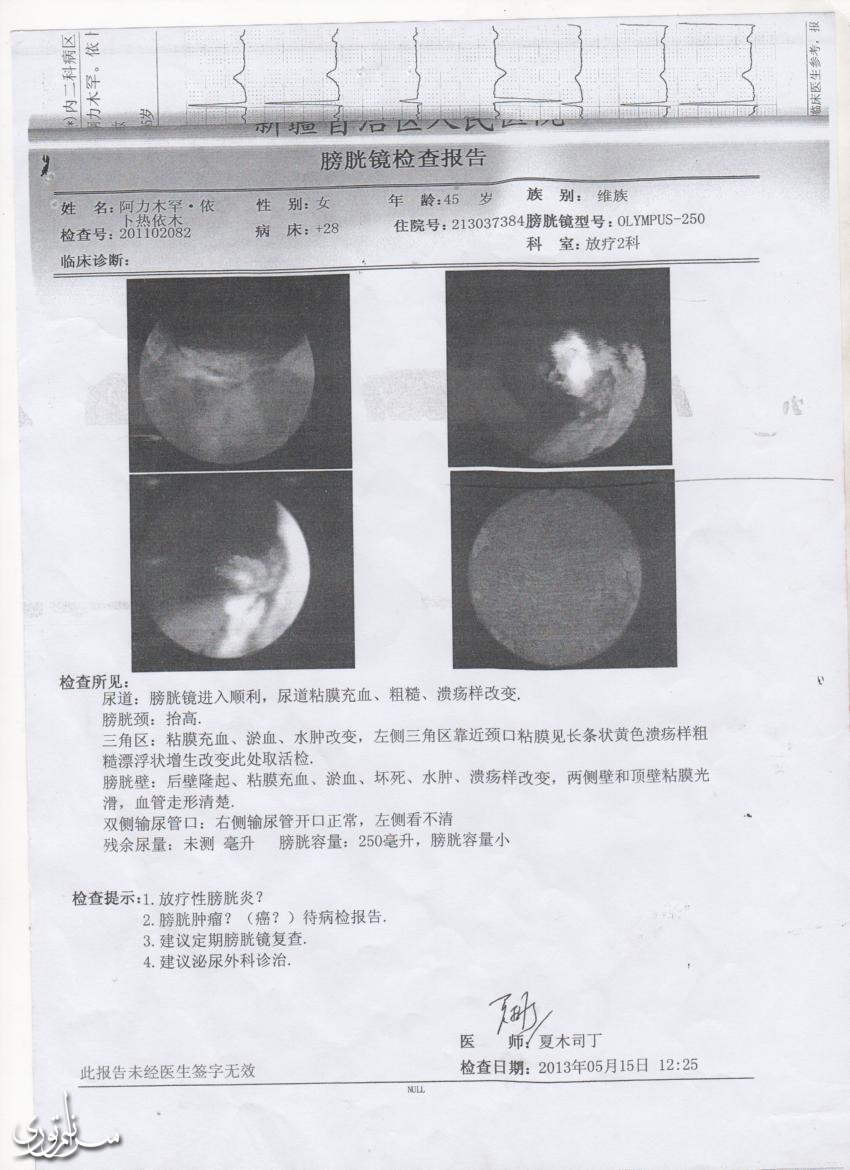 *)内二科病区
力木罕。依卜
岁
临床医生参考，报
新疆自治区人民医院
膀胱镜检查报告
姓 名:阿力木罕·依卜热依木 性 别:女 年 龄:45 岁 族 别: 维族
检查号:201102082 病 床:+28 住院号:213037384 膀胱镜型号:OLYMPUS-250
科 室:放疗2科
临床诊断:
检查所见:
尿道: 膀胱镜进入顺利, 尿道粘膜充血、粗糙、溃疡样改变.
膀胱颈: 抬高.
三角区: 粘膜充血、淤血、水肿改变, 左侧三角区靠近颈口粘膜见长条状黄色溃疡样粗
糙漂浮状增生改变此处取活检.
膀胱壁: 后壁隆起、粘膜充血、淤血、坏死、水肿、溃疡样改变, 两侧壁和顶壁粘膜光
滑, 血管走形清楚.
双侧输尿管口: 右侧输尿管开口正常, 左侧看不清
残余尿量: 未测 毫升 膀胱容量: 250毫升, 膀胱容量小
检查提示:1.放疗性膀胱炎?
2.膀胱肿瘤? (癌?) 待病检报告.
3.建议定期膀胱镜复查.
4.建议泌尿外科诊治.
医 师: 夏木司丁
此报告未经医生签字无效 检查日期: 2013年05月15日 12:25
NULL